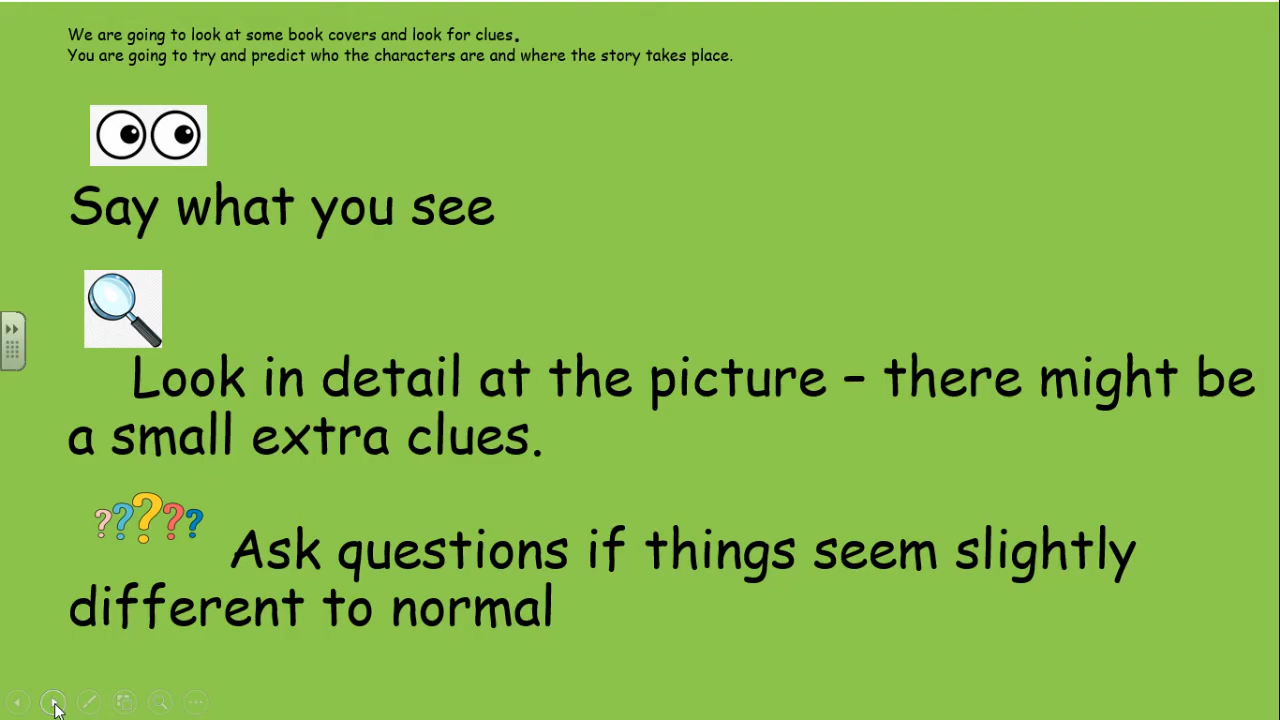 We are going to look at some book covers and look for clues.
You are going to try and predict who the characters are and where the story takes place.
Say what you see
Look in detail at the picture – there might be
a small extra clues.
?????
Ask questions if things seem slightly
different to normal